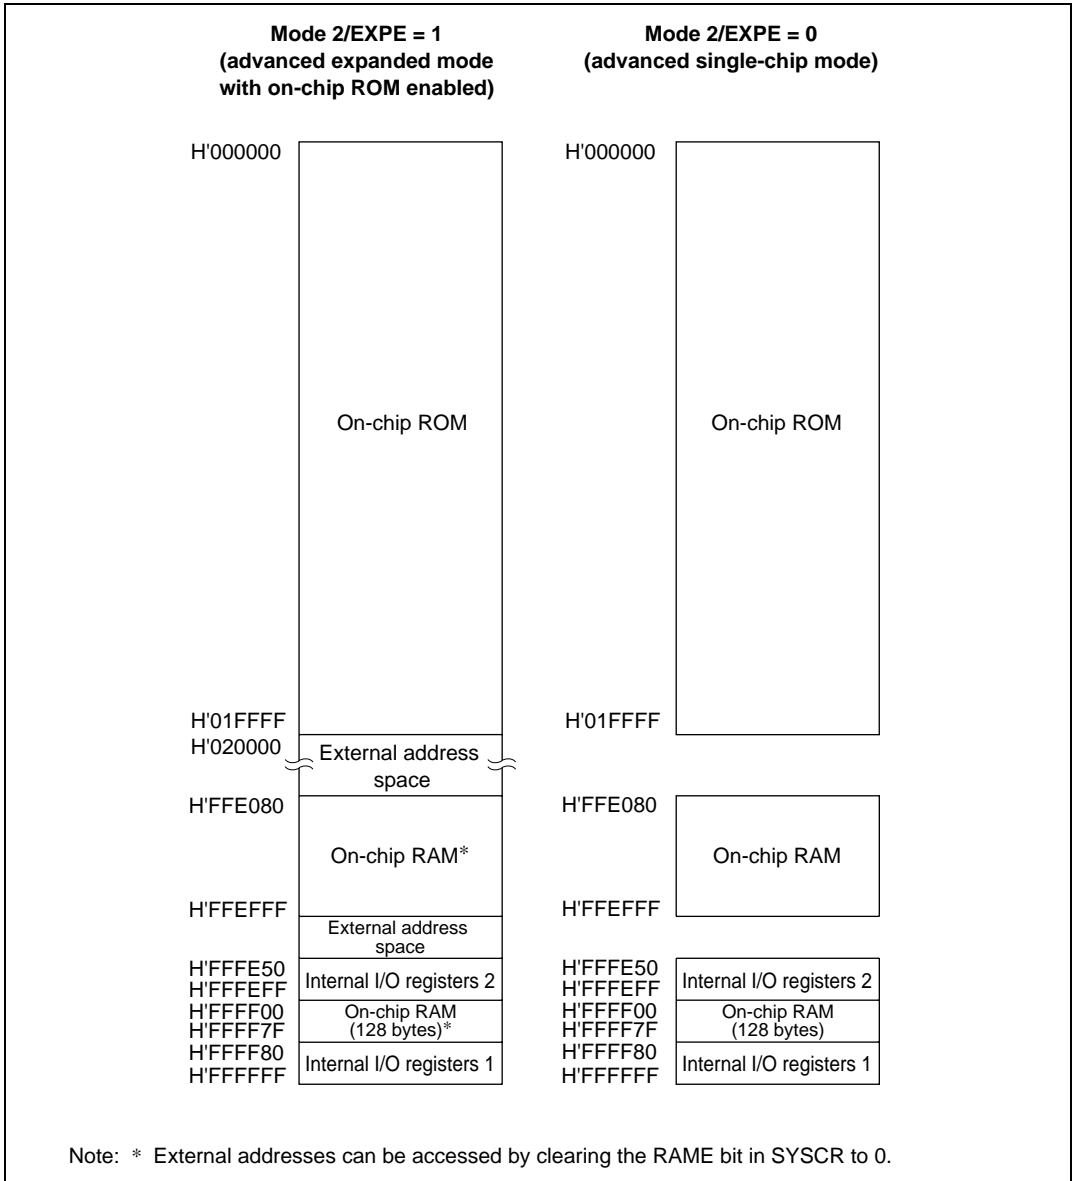 Mode 2/EXPE = 1
(advanced expanded mode
with on-chip ROM enabled)
H'000000
On-chip ROM
H'01FFFF
H'020000
External address
space
H'FFE080
On-chip RAM*
H'FFEFFF
External address
space
H'FFFE50
Internal I/O registers 2
H'FFFEFF
H'FFFF00
On-chip RAM
(128 bytes)*
H'FFFF7F
H'FFFF80
Internal I/O registers 1
H'FFFFFF
Mode 2/EXPE = 0
(advanced single-chip mode)
H'000000
On-chip ROM
H'01FFFF
H'FFE080
On-chip RAM
H'FFEFFF
H'FFFE50
Internal I/O registers 2
H'FFFEFF
H'FFFF00
On-chip RAM
(128 bytes)
H'FFFF7F
H'FFFF80
Internal I/O registers 1
H'FFFFFF
Note: * External addresses can be accessed by clearing the RAME bit in SYSCR to 0.